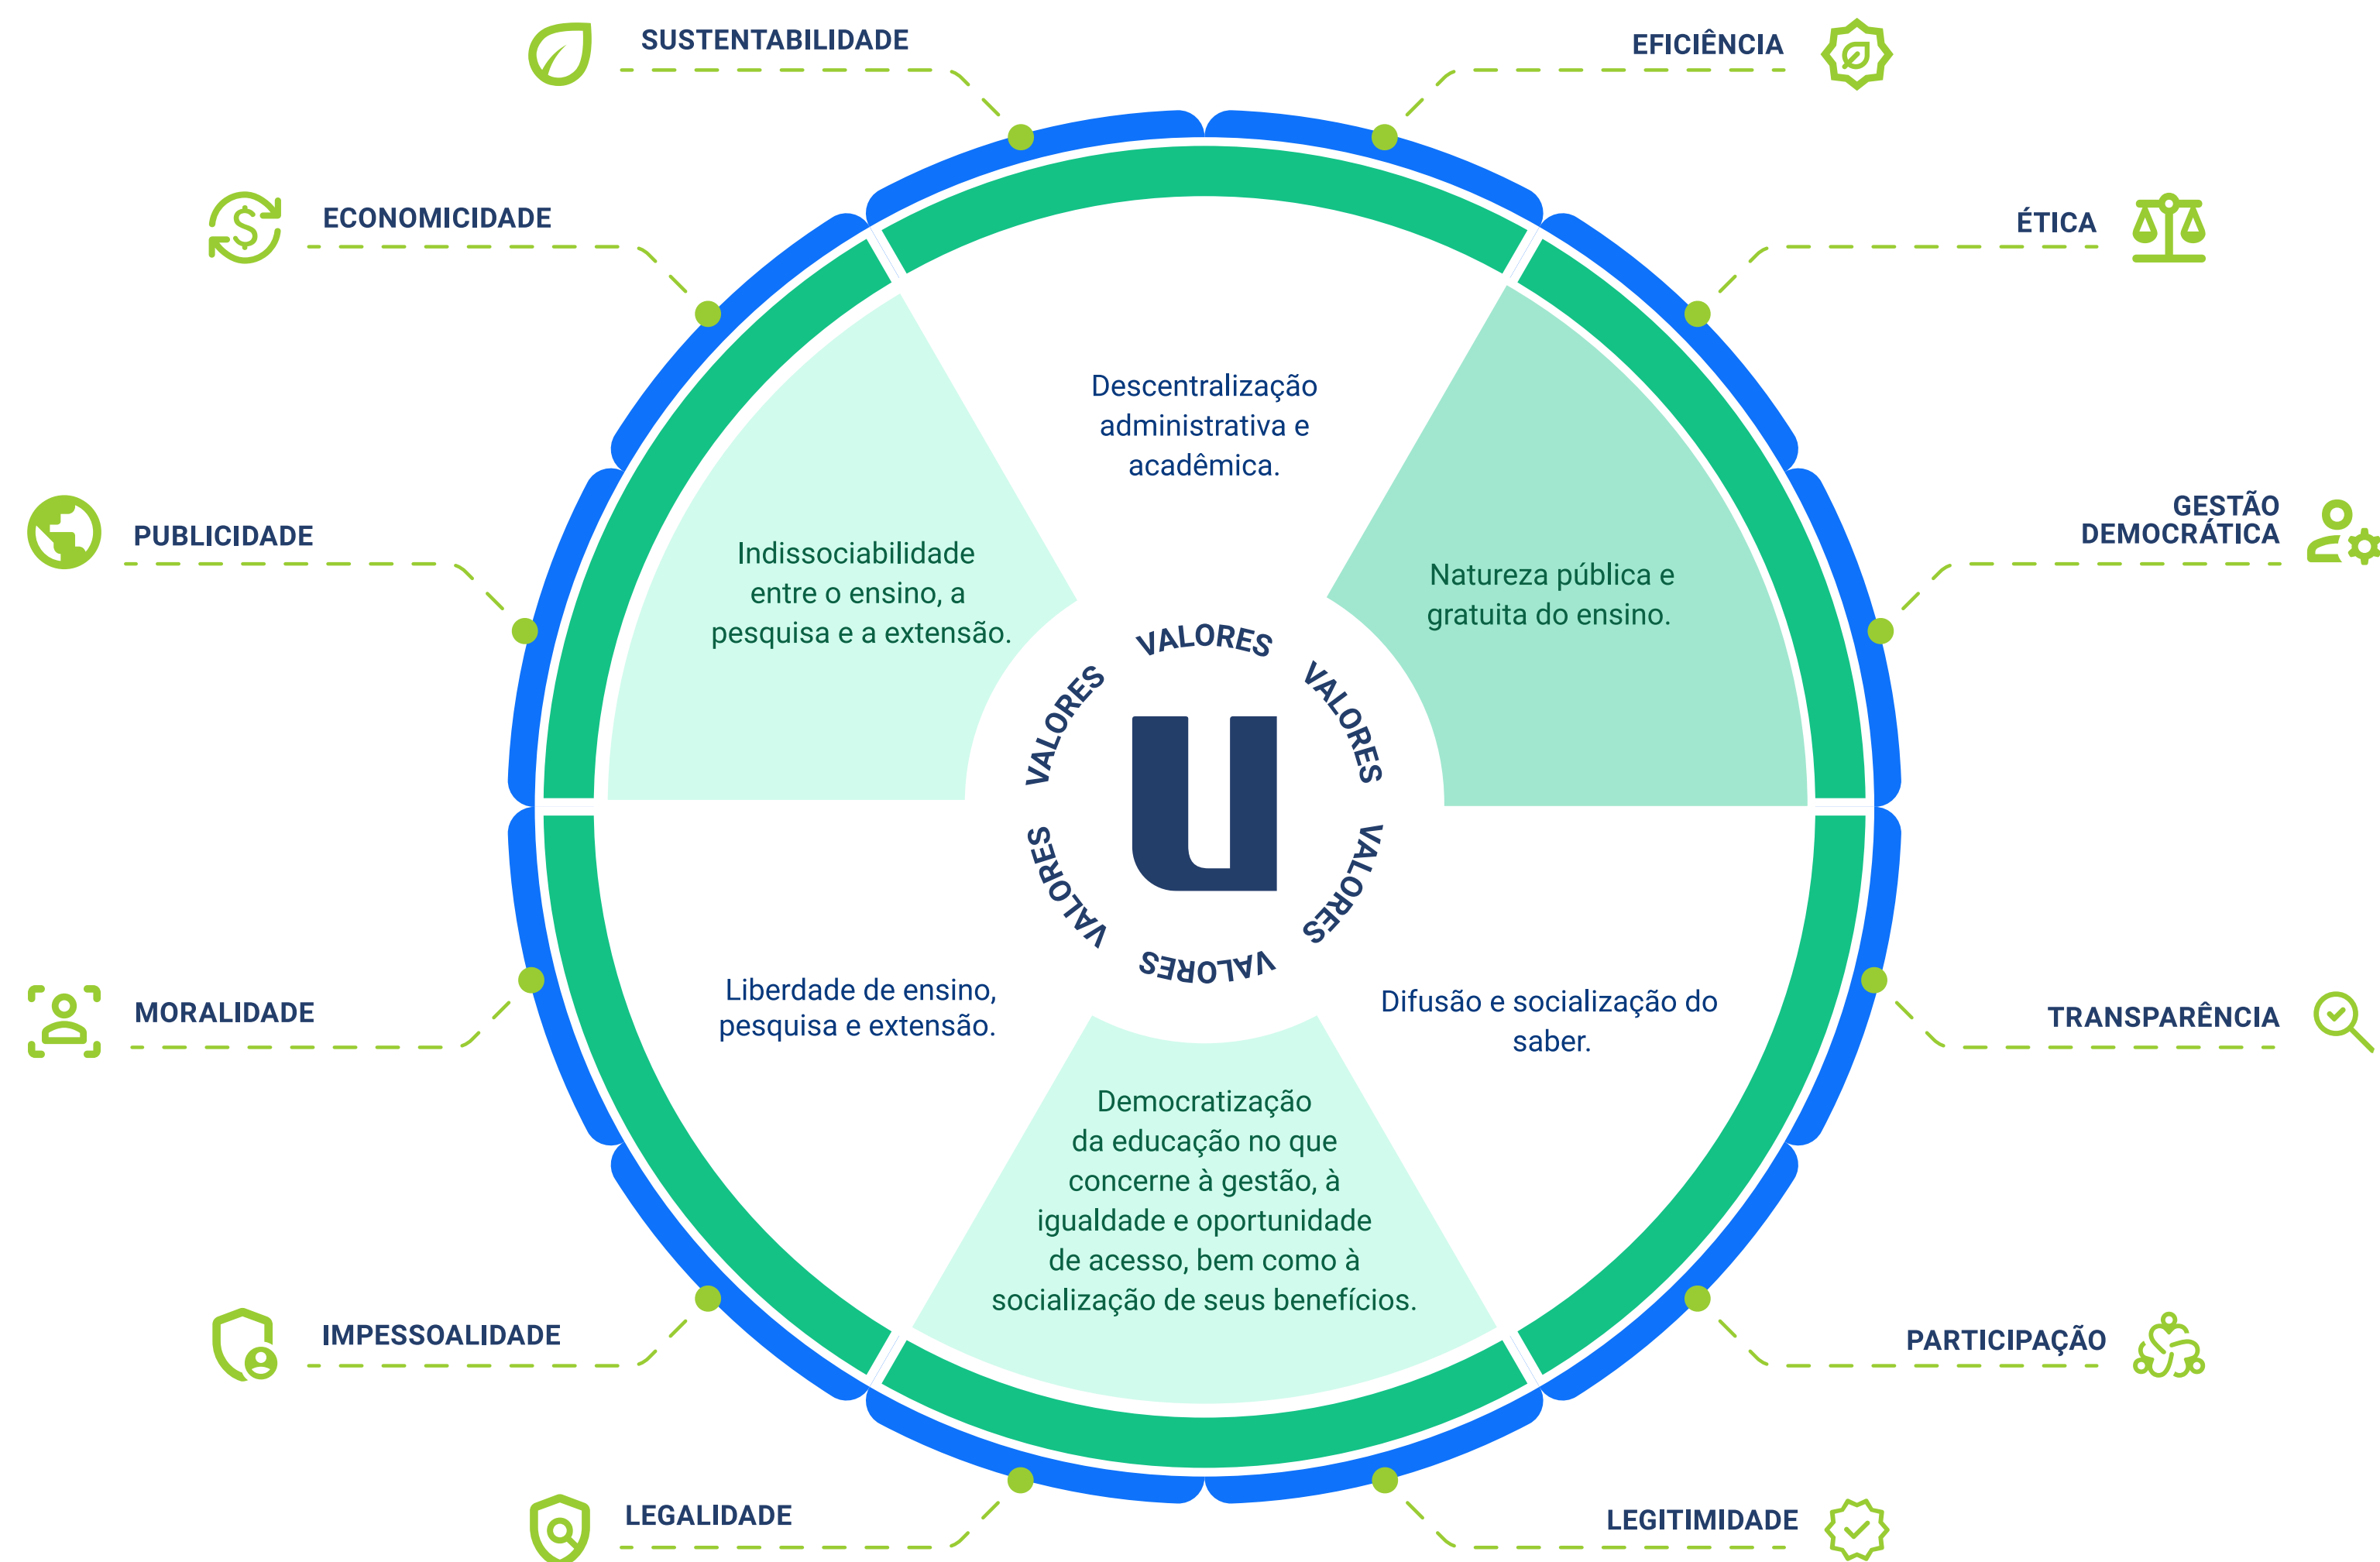 SUSTENTABILIDADE
EFICIÊNCIA
ECONOMICIDADE
ÉTICA
PUBLICIDADE
GESTÃO
DEMOCRÁTICA
Descentralização
administrativa e
acadêmica.
Indissociabilidade
entre o ensino, a
pesquisa e a extensão.
Natureza pública e
gratuita do ensino.
VALORES
VALORES
VALORES
VALORES
VALORES
VALORES
u
Liberdade de ensino,
pesquisa e extensão.
Difusão e socialização do
saber.
Democratização
da educação no que
concerne à gestão, à
igualdade e oportunidade
de acesso, bem como à
socialização de seus benefícios.
MORALIDADE
TRANSPARÊNCIA
IMPESSOALIDADE
PARTICIPAÇÃO
LEGALIDADE
LEGITIMIDADE